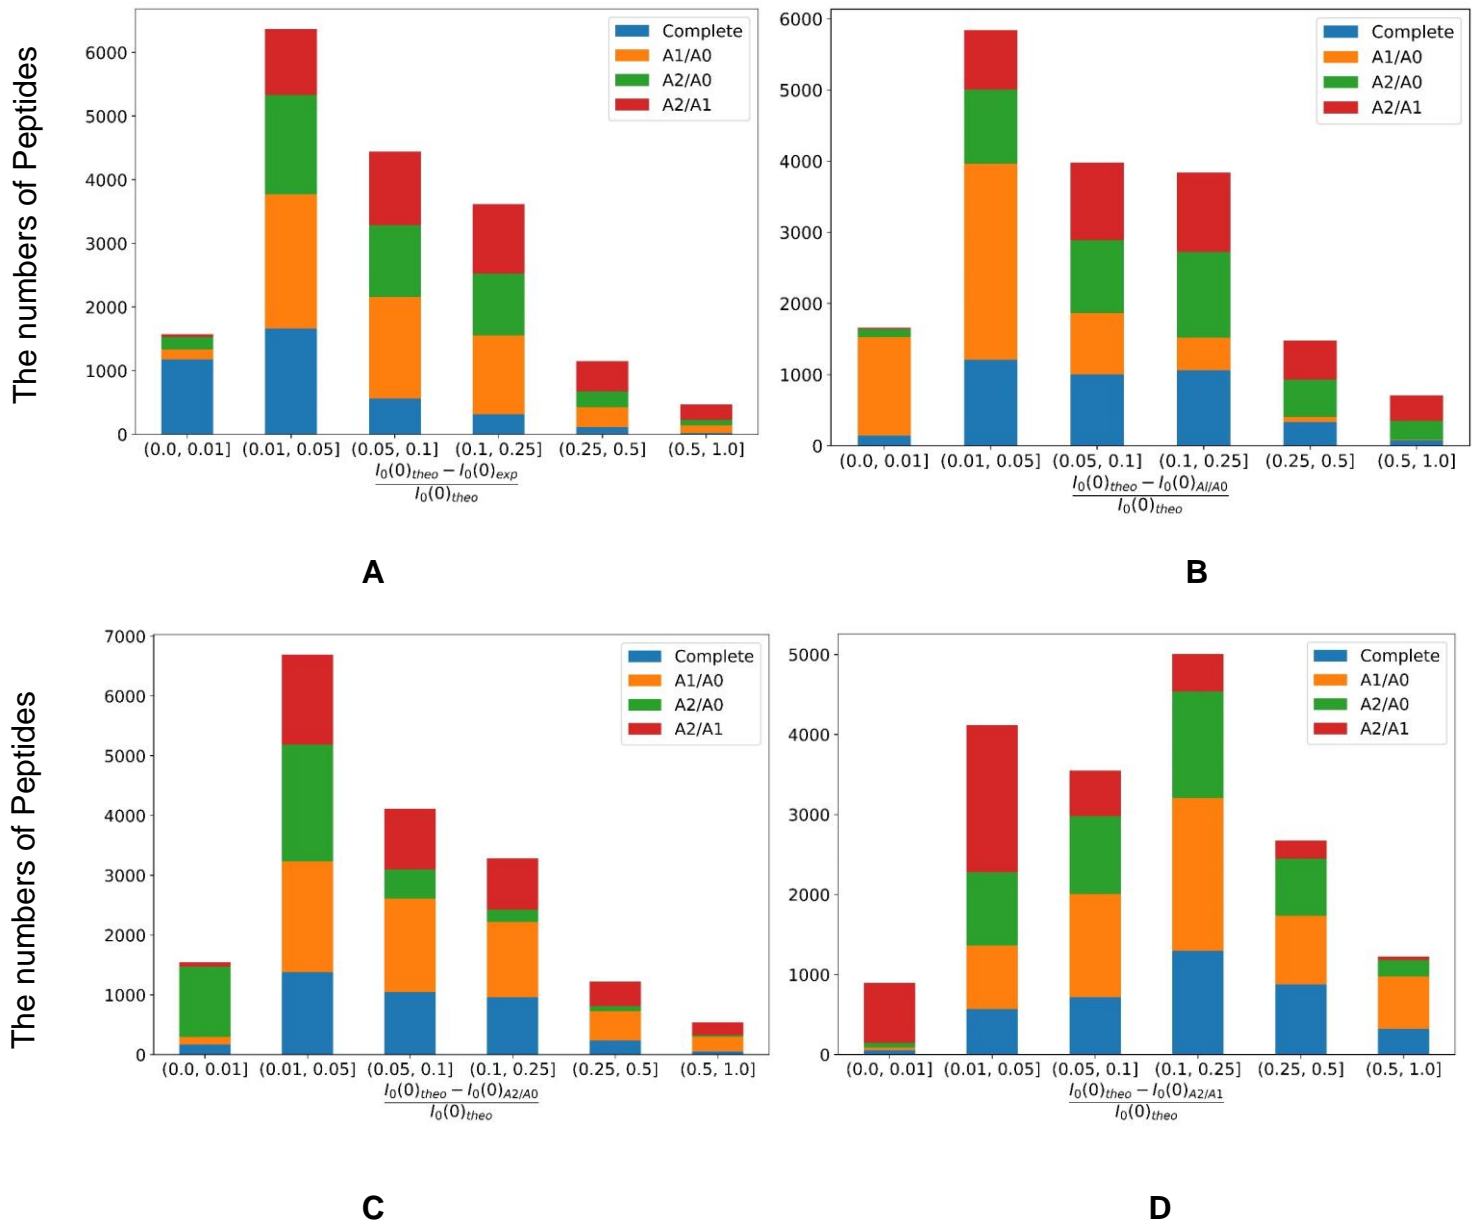 The numbers of Peptides
6000
5000
4000
3000
2000
1000
0
Complete
A1/A0
A2/A0
A2/A1
(0.0, 0.01] (0.01, 0.05] (0.05, 0.1] (0.1, 0.25] (0.25, 0.5] (0.5, 1.0]
I0(0)theo − I0(0)exp
I0(0)theo
A
6000
5000
4000
3000
2000
1000
0
Complete
A1/A0
A2/A0
A2/A1
(0.0, 0.01] (0.01, 0.05] (0.05, 0.1] (0.1, 0.25] (0.25, 0.5] (0.5, 1.0]
I0(0)theo − I0(0)AI/A0
I0(0)theo
B
The numbers of Peptides
7000
6000
5000
4000
3000
2000
1000
0
Complete
A1/A0
A2/A0
A2/A1
(0.0, 0.01] (0.01, 0.05] (0.05, 0.1] (0.1, 0.25] (0.25, 0.5] (0.5, 1.0]
I0(0)theo − I0(0)A2/A0
I0(0)theo
C
5000
4000
3000
2000
1000
0
Complete
A1/A0
A2/A0
A2/A1
(0.0, 0.01] (0.01, 0.05] (0.05, 0.1] (0.1, 0.25] (0.25, 0.5] (0.5, 1.0]
I0(0)theo − I0(0)A2/A1
I0(0)theo
D